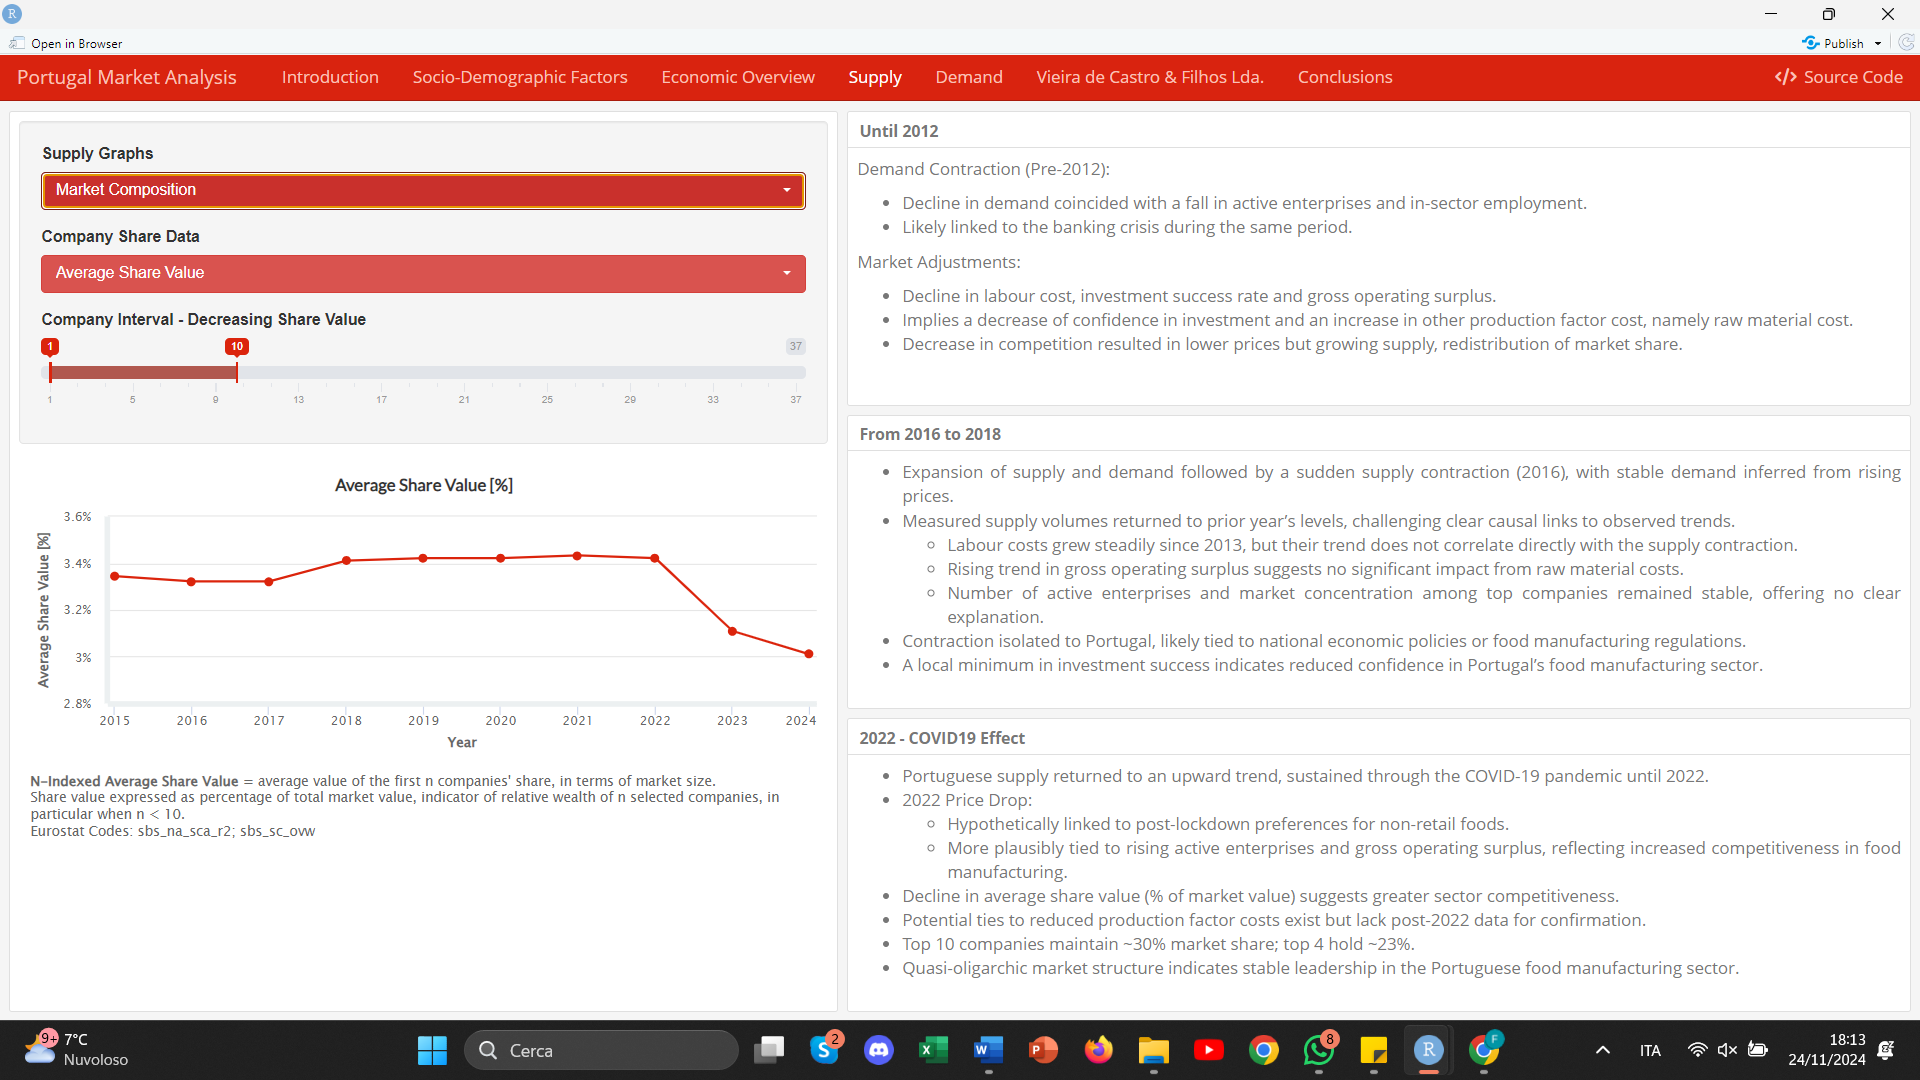 R
Open in Browser
Publish
Portugal Market Analysis
Introduction
Socio-Demographic Factors
Economic Overview
Supply
Demand
Vieira de Castro & Filhos Lda.
Conclusions
</> Source Code
Supply Graphs
Market Composition
Company Share Data
Average Share Value
Company Interval - Decreasing Share Value
1
10
37
1
5
9
13
17
21
25
29
33
37
Average Share Value [%]
Average Share Value [%]
3.6%
3.4%
3.2%
3%
2.8%
2015
2016
2017
2018
2019
2020
2021
2022
2023
2024
Year
N-Indexed Average Share Value = average value of the first n companies' share, in terms of market size.
Share value expressed as percentage of total market value, indicator of relative wealth of n selected companies, in
particular when n < 10.
Eurostat Codes: sbs_na_sca_r2; sbs_sc_ovw
Until 2012
Demand Contraction (Pre-2012):
• Decline in demand coincided with a fall in active enterprises and in-sector employment.
• Likely linked to the banking crisis during the same period.
Market Adjustments:
• Decline in labour cost, investment success rate and gross operating surplus.
• Implies a decrease of confidence in investment and an increase in other production factor cost, namely raw material cost.
• Decrease in competition resulted in lower prices but growing supply, redistribution of market share.
From 2016 to 2018
• Expansion of supply and demand followed by a sudden supply contraction (2016), with stable demand inferred from rising
prices.
• Measured supply volumes returned to prior year's levels, challenging clear causal links to observed trends.
◦ Labour costs grew steadily since 2013, but their trend does not correlate directly with the supply contraction.
◦ Rising trend in gross operating surplus suggests no significant impact from raw material costs.
◦ Number of active enterprises and market concentration among top companies remained stable, offering no clear
explanation.
• Contraction isolated to Portugal, likely tied to national economic policies or food manufacturing regulations.
• A local minimum in investment success indicates reduced confidence in Portugal's food manufacturing sector.
2022 - COVID19 Effect
• Portuguese supply returned to an upward trend, sustained through the COVID-19 pandemic until 2022.
• 2022 Price Drop:
◦ Hypothetically linked to post-lockdown preferences for non-retail foods.
◦ More plausibly tied to rising active enterprises and gross operating surplus, reflecting increased competitiveness in food
manufacturing.
• Decline in average share value (% of market value) suggests greater sector competitiveness.
• Potential ties to reduced production factor costs exist but lack post-2022 data for confirmation.
• Top 10 companies maintain ~30% market share; top 4 hold ~23%.
• Quasi-oligarchic market structure indicates stable leadership in the Portuguese food manufacturing sector.
9+
7°C
Nuvoloso
Cerca
S
2
X
W
P
8
R
F
ITA
18:13
24/11/2024